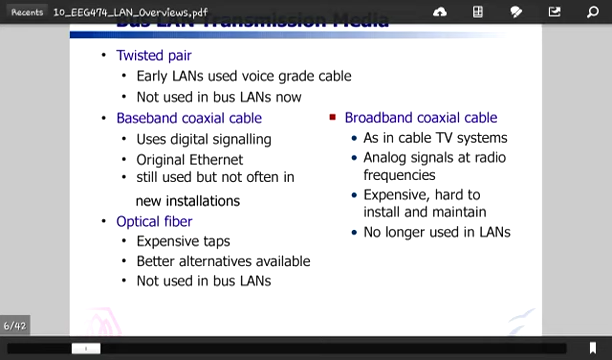 Recents 10_EEG474_LAN_Overviews.pdf
Bus LAN Transmission Media
• Twisted pair
• Early LANs used voice grade cable
• Not used in bus LANs now
• Baseband coaxial cable
• Uses digital signalling
• Original Ethernet
• still used but not often in
new installations
• Optical fiber
• Expensive taps
• Better alternatives available
• Not used in bus LANs
Broadband coaxial cable
• As in cable TV systems
• Analog signals at radio
frequencies
• Expensive, hard to
install and maintain
• No longer used in LANs
6/42